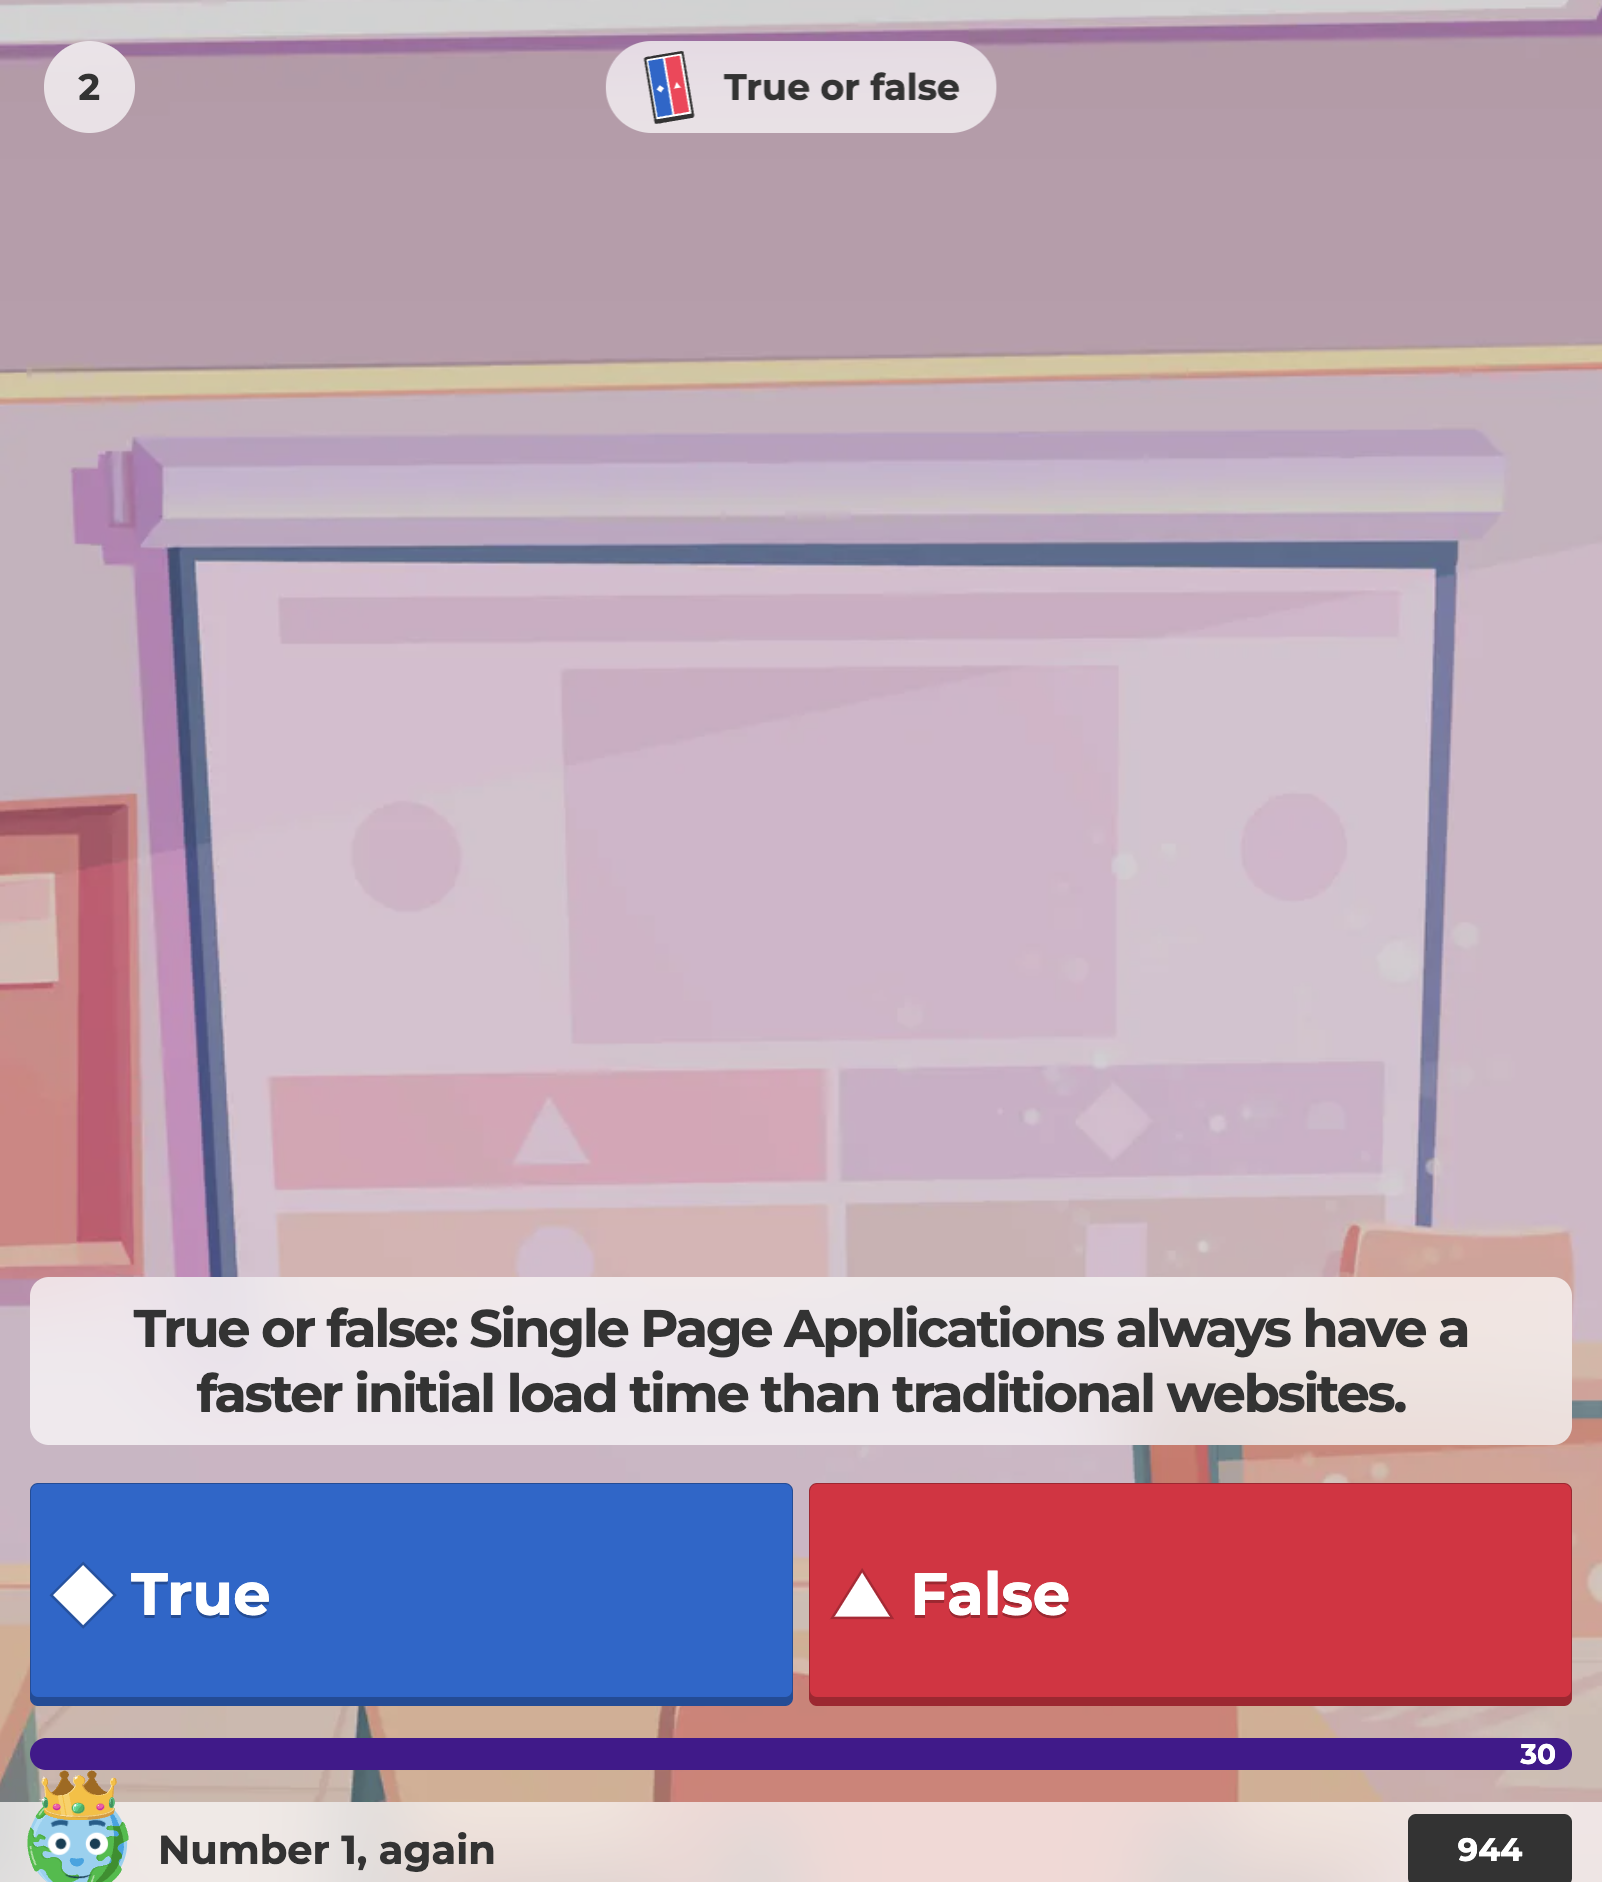 2
True or false
True or false: Single Page Applications always have a
faster initial load time than traditional websites.
True
False
30
Number 1, again
944